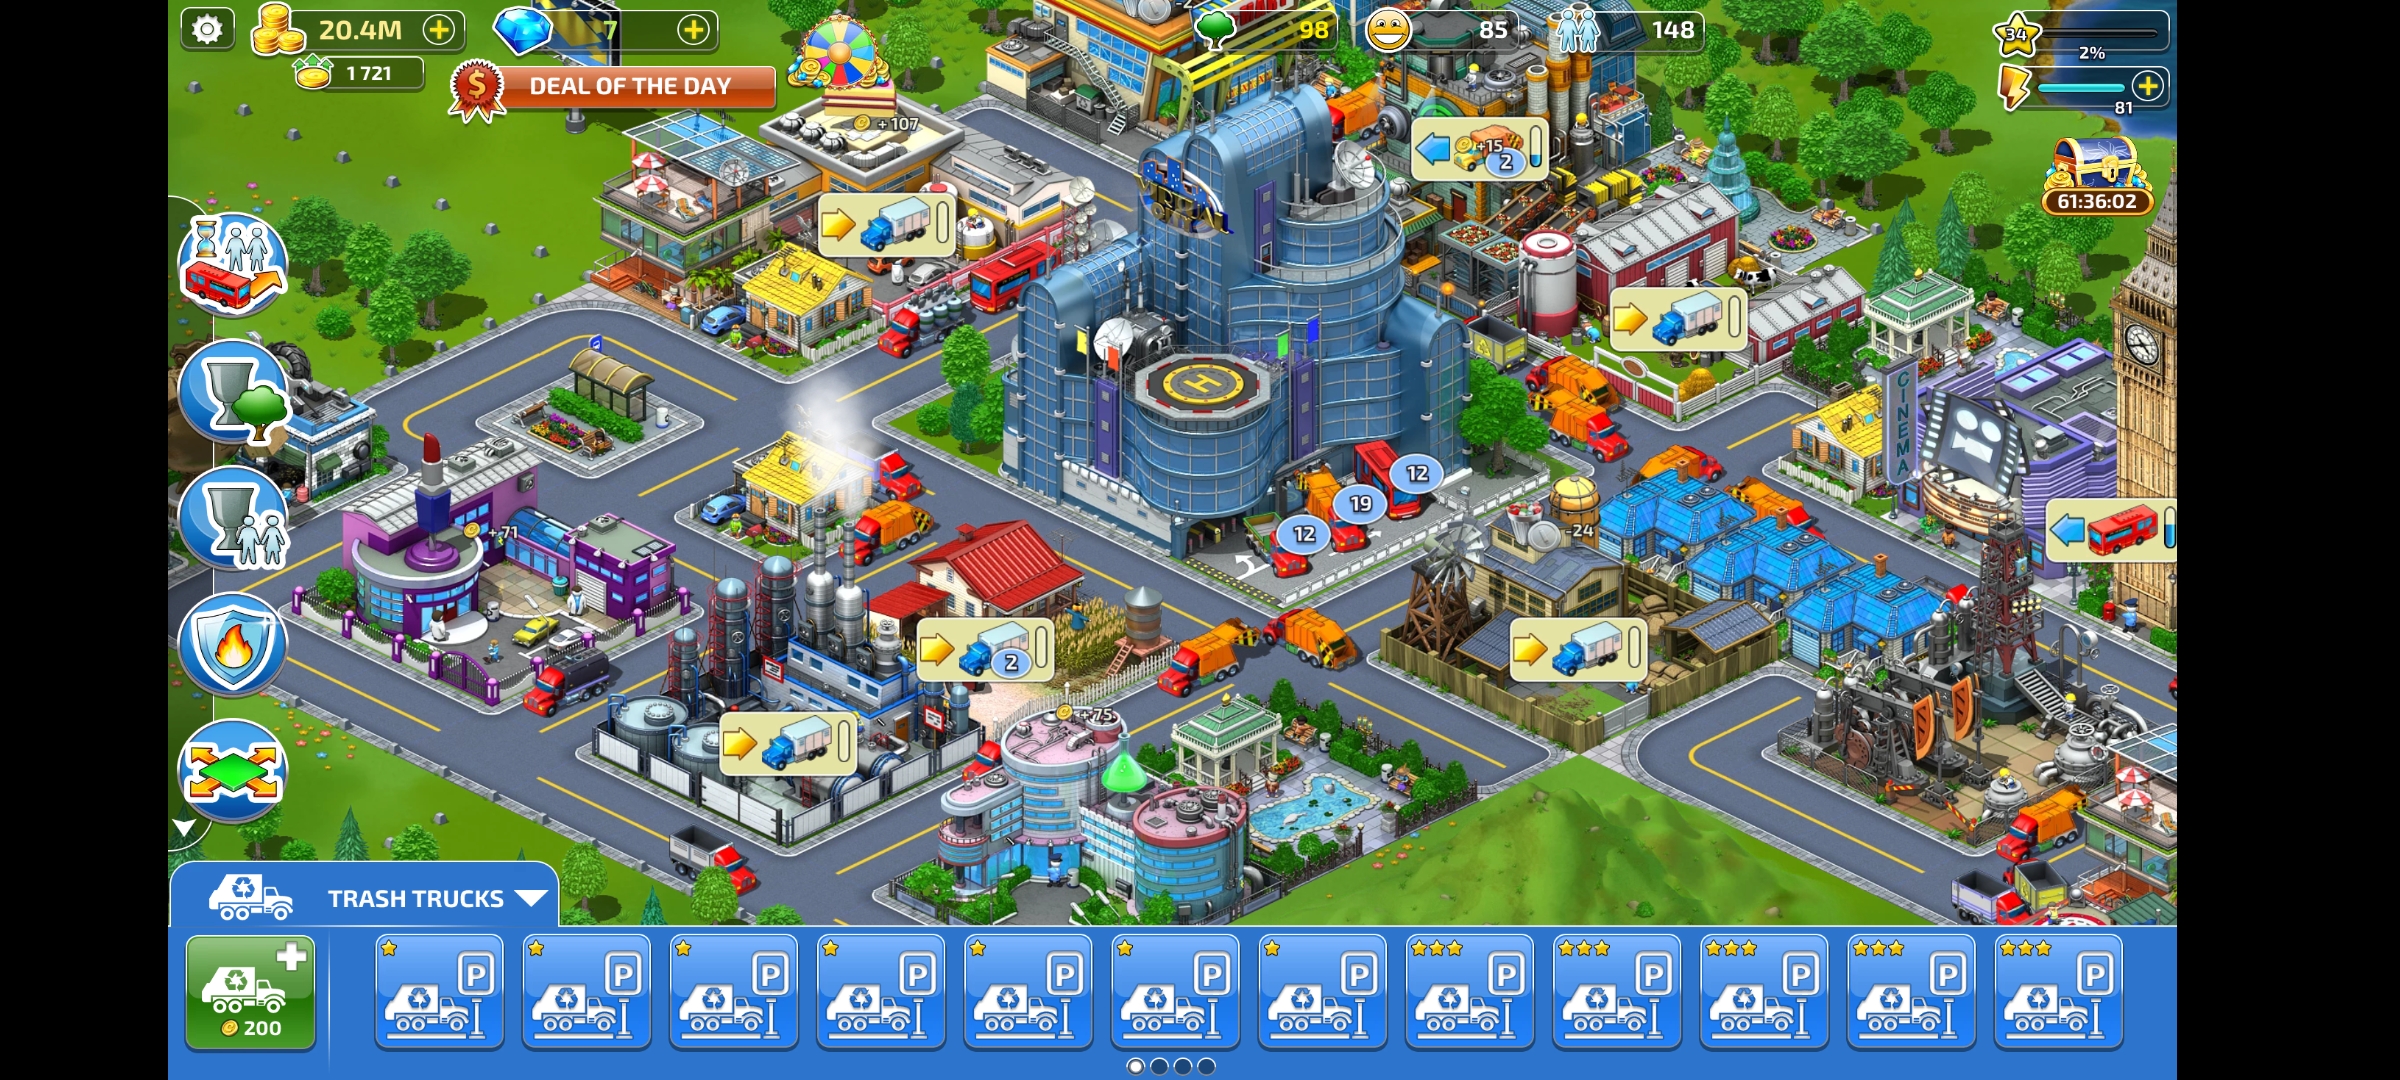 20.4M
7
98
85
148
34
2%
1 721
DEAL OF THE DAY
81
+107
+15
2
61:36:02
CINEMA
12
19
12
-24
+71
2
+75
H
TRASH TRUCKS
200
P
P
P
P
P
P
P
P
P
P
P
P